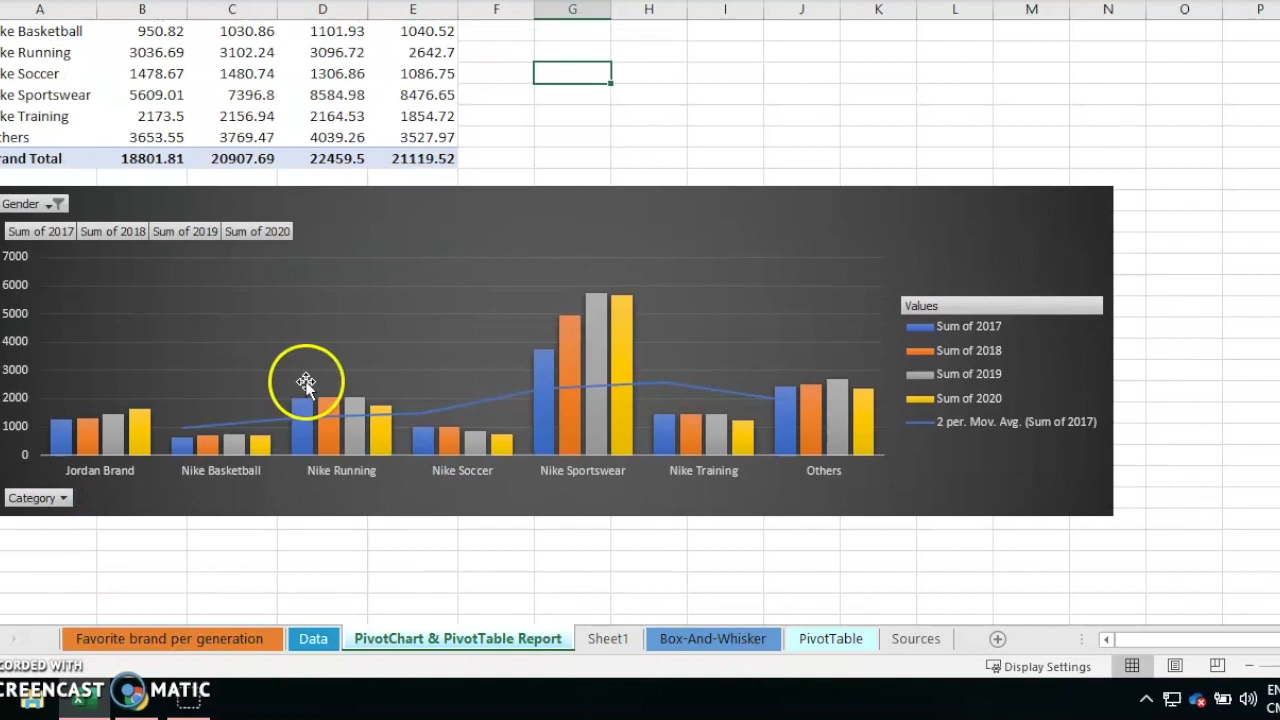 A B C D E F G H I J K L M N O P
ke Basketball 950.82 1030.86 1101.93 1040.52
ke Running 3036.69 3102.24 3096.72 2642.7
ke Soccer 1478.67 1480.74 1306.86 1086.75
ke Sportswear 5609.01 7396.8 8584.98 8476.65
ke Training 2173.5 2156.94 2164.53 1854.72
thers 3653.55 3769.47 4039.26 3527.97
rand Total 18801.81 20907.69 22459.5 21119.52
Gender
Sum of 2017 Sum of 2018 Sum of 2019 Sum of 2020
7000
6000
5000
4000
3000
2000
1000
0
Jordan Brand Nike Basketball Nike Running Nike Soccer Nike Sportswear Nike Training Others
Values
Sum of 2017
Sum of 2018
Sum of 2019
Sum of 2020
2 per. Mov. Avg. (Sum of 2017)
Category
Favorite brand per generation Data PivotChart & PivotTable Report Sheet1 Box-And-Whisker PivotTable Sources
Display Settings
CORDED WITH
CREENCAST MATIC
EN
CM